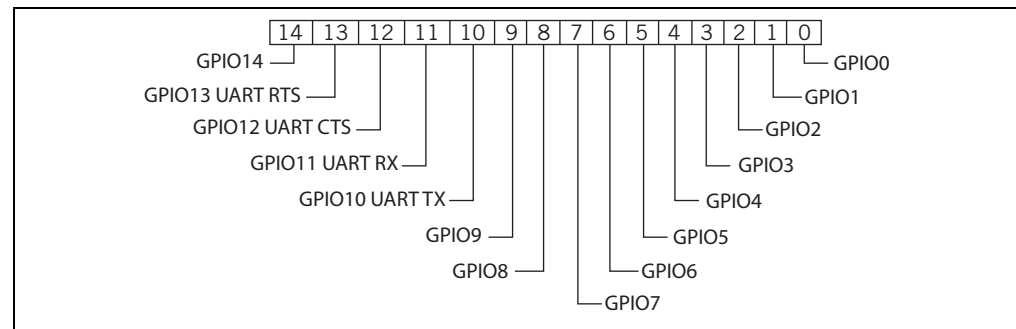 14 13 12 11 10 9 8 7 6 5 4 3 2 1 0
GPIO14 GPIO0
GPIO13 UART RTS GPIO1
GPIO12 UART CTS GPIO2
GPIO11 UART RX GPIO3
GPIO10 UART TX GPIO4
GPIO9 GPIO5
GPIO8 GPIO6
GPIO7